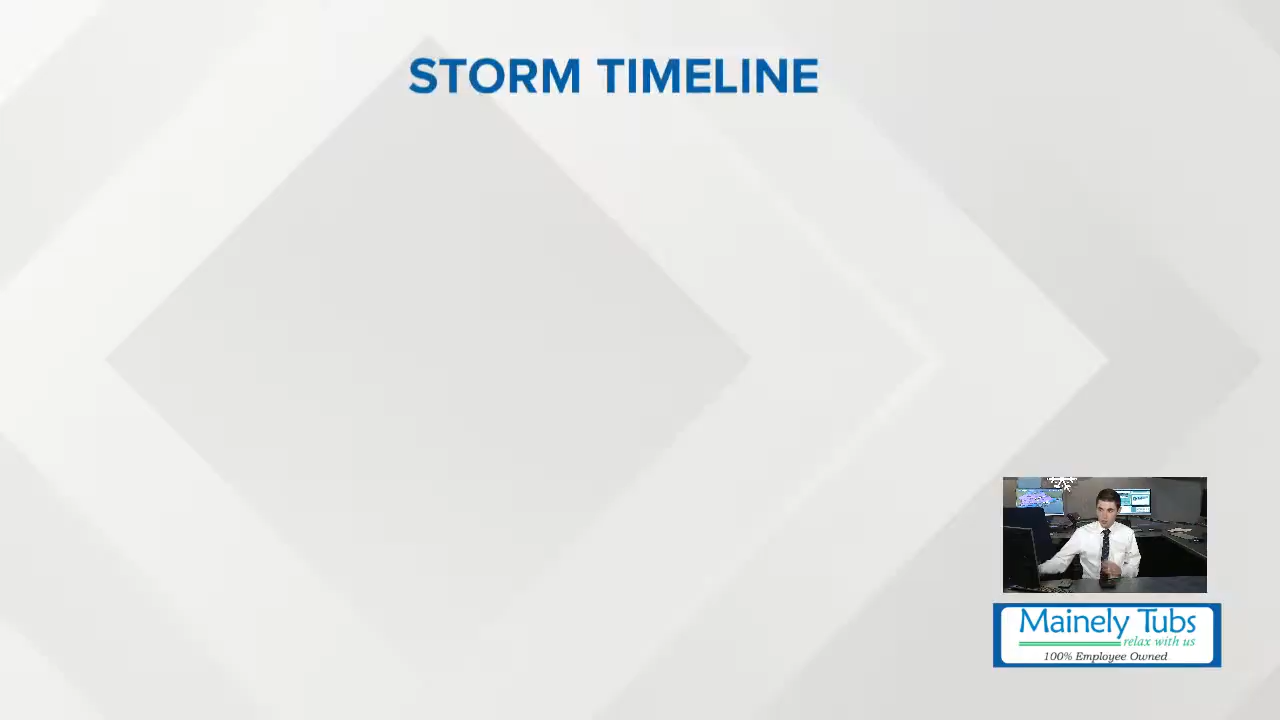 STORM TIMELINE
Mainely Tubs
relax with us
100% Employee Owned